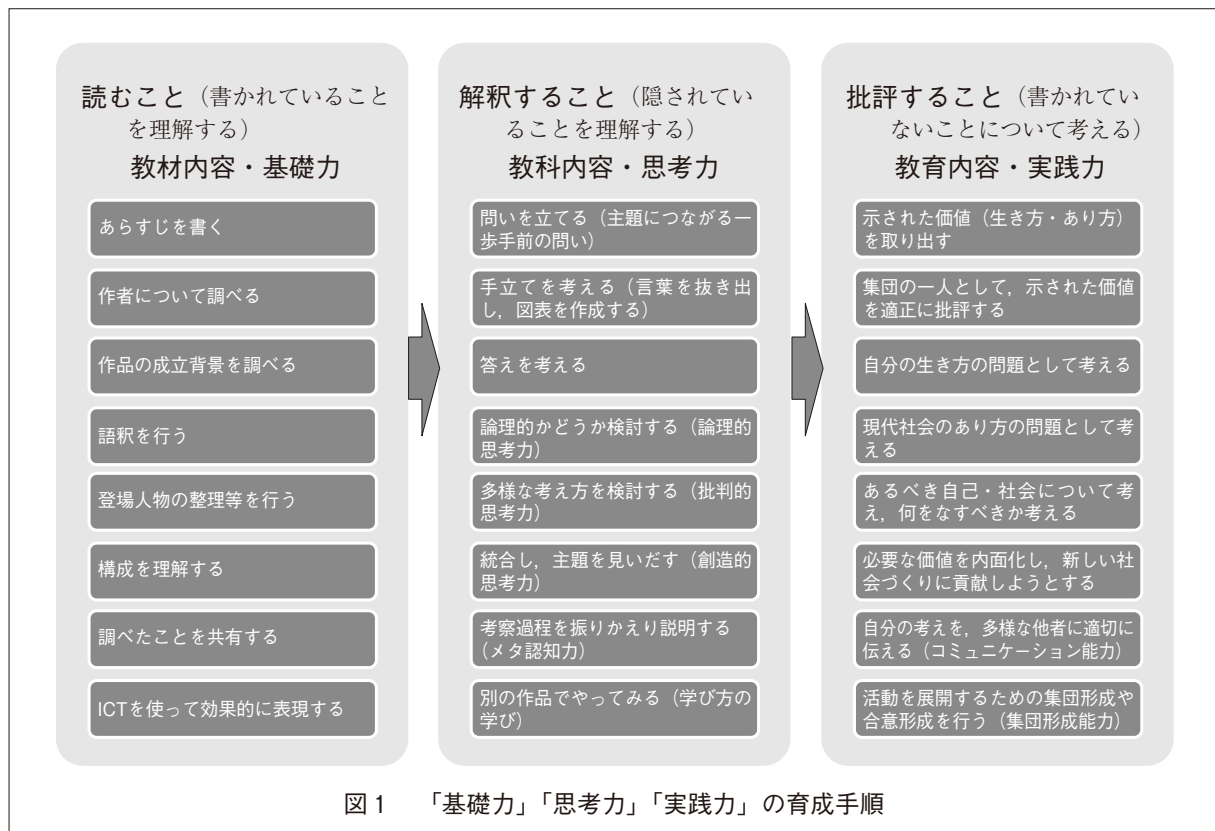 読むこと（書かれていること
を理解する）
教材内容・基礎力
あらすじを書く
作者について調べる
作品の成立背景を調べる
語釈を行う
登場人物の整理等を行う
構成を理解する
調べたことを共有する
ICTを使って効果的に表現する
解釈すること（隠されてい
ることを理解する）
教科内容・思考力
問いを立てる（主題につながる一
歩手前の問い）
手立てを考える（言葉を抜き出
し，図表を作成する）
答えを考える
論理的かどうか検討する（論理的
思考力）
多様な考え方を検討する（批判的
思考力）
統合し，主題を見いだす（創造的
思考力）
考察過程を振りかえり説明する
（メタ認知力）
別の作品でやってみる（学び方の
学び）
批評すること（書かれてい
ないことについて考える）
教育内容・実践力
示された価値（生き方・あり方）
を取り出す
集団の一人として，示された価値
を適正に批評する
自分の生き方の問題として考える
現代社会のあり方の問題として考
える
あるべき自己・社会について考
え，何をなすべきか考える
必要な価値を内面化し，新しい社
会づくりに貢献しようとする
自分の考えを，多様な他者に適切に
伝える（コミュニケーション能力）
活動を展開するための集団形成や
合意形成を行う（集団形成能力）
図1　「基礎力」「思考力」「実践力」の育成手順